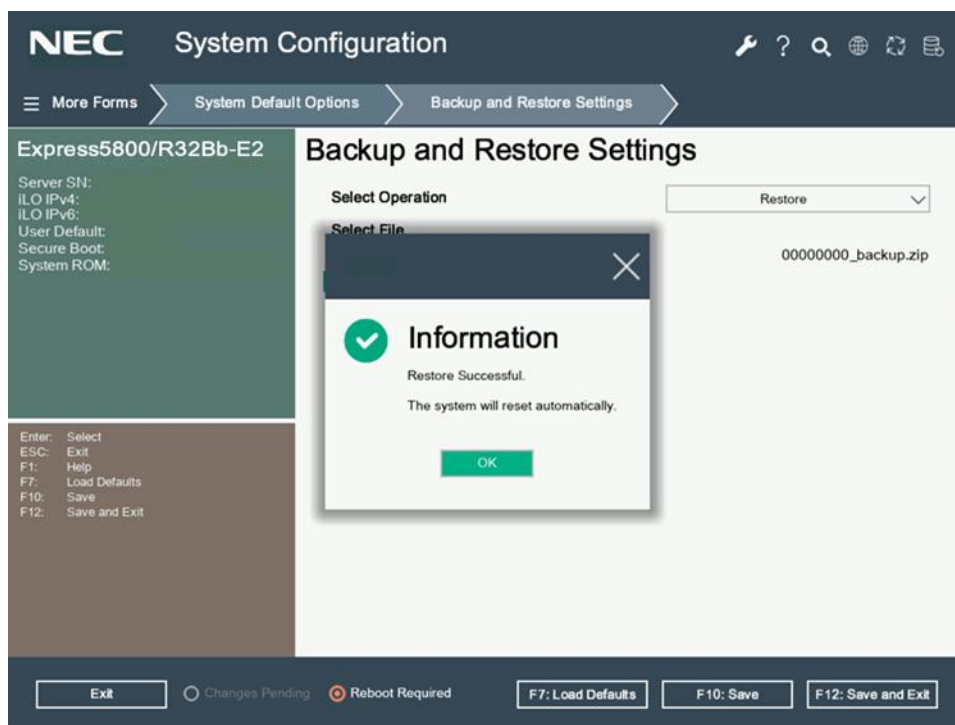 NEC System Configuration
?
More Forms System Default Options Backup and Restore Settings
Express5800/R32Bb-E2
Server SN:
iLO IPv4:
iLO IPv6:
User Default:
Secure Boot:
System ROM:
Enter: Select
ESC: Exit
F1: Help
F7: Load Defaults
F10: Save
F12: Save and Exit
Backup and Restore Settings
Select Operation Restore
Select File
00000000_backup.zip
Information
Restore Successful.
The system will reset automatically.
OK
Exit Changes Pending Reboot Required F7: Load Defaults F10: Save F12: Save and Exit